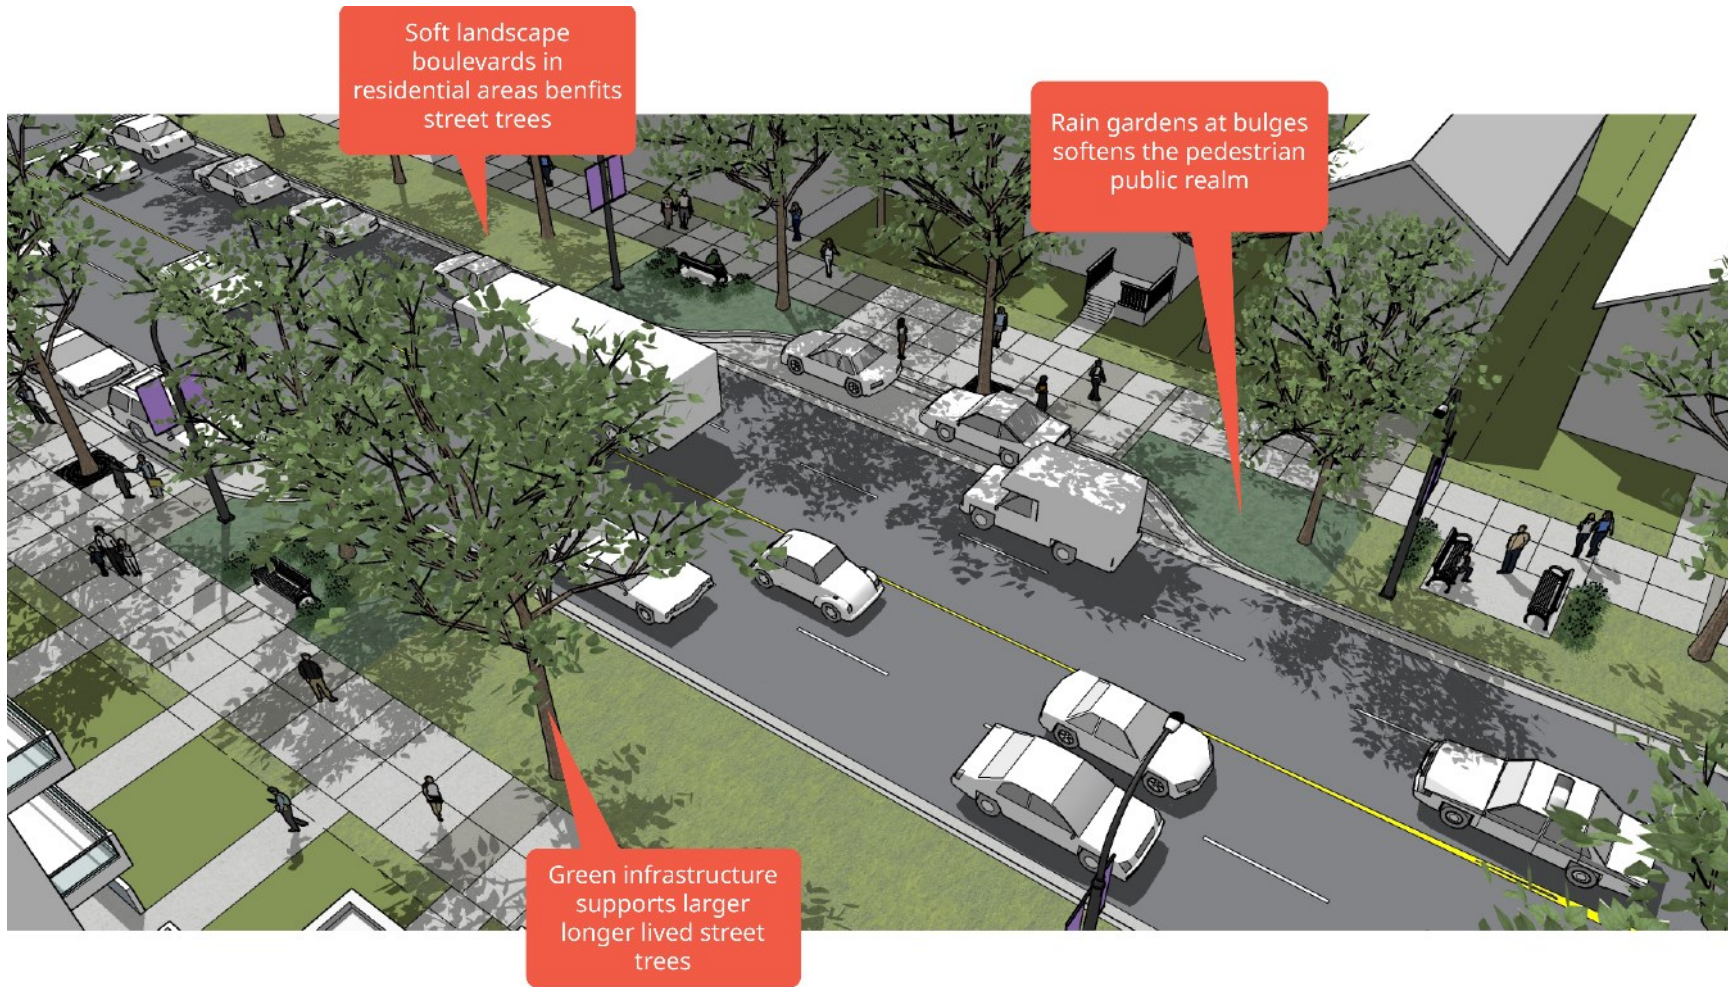 Soft landscape
boulevards in
residential areas benfits
street trees
Rain gardens at bulges
softens the pedestrian
public realm
Green infrastructure
supports larger
longer lived street
trees